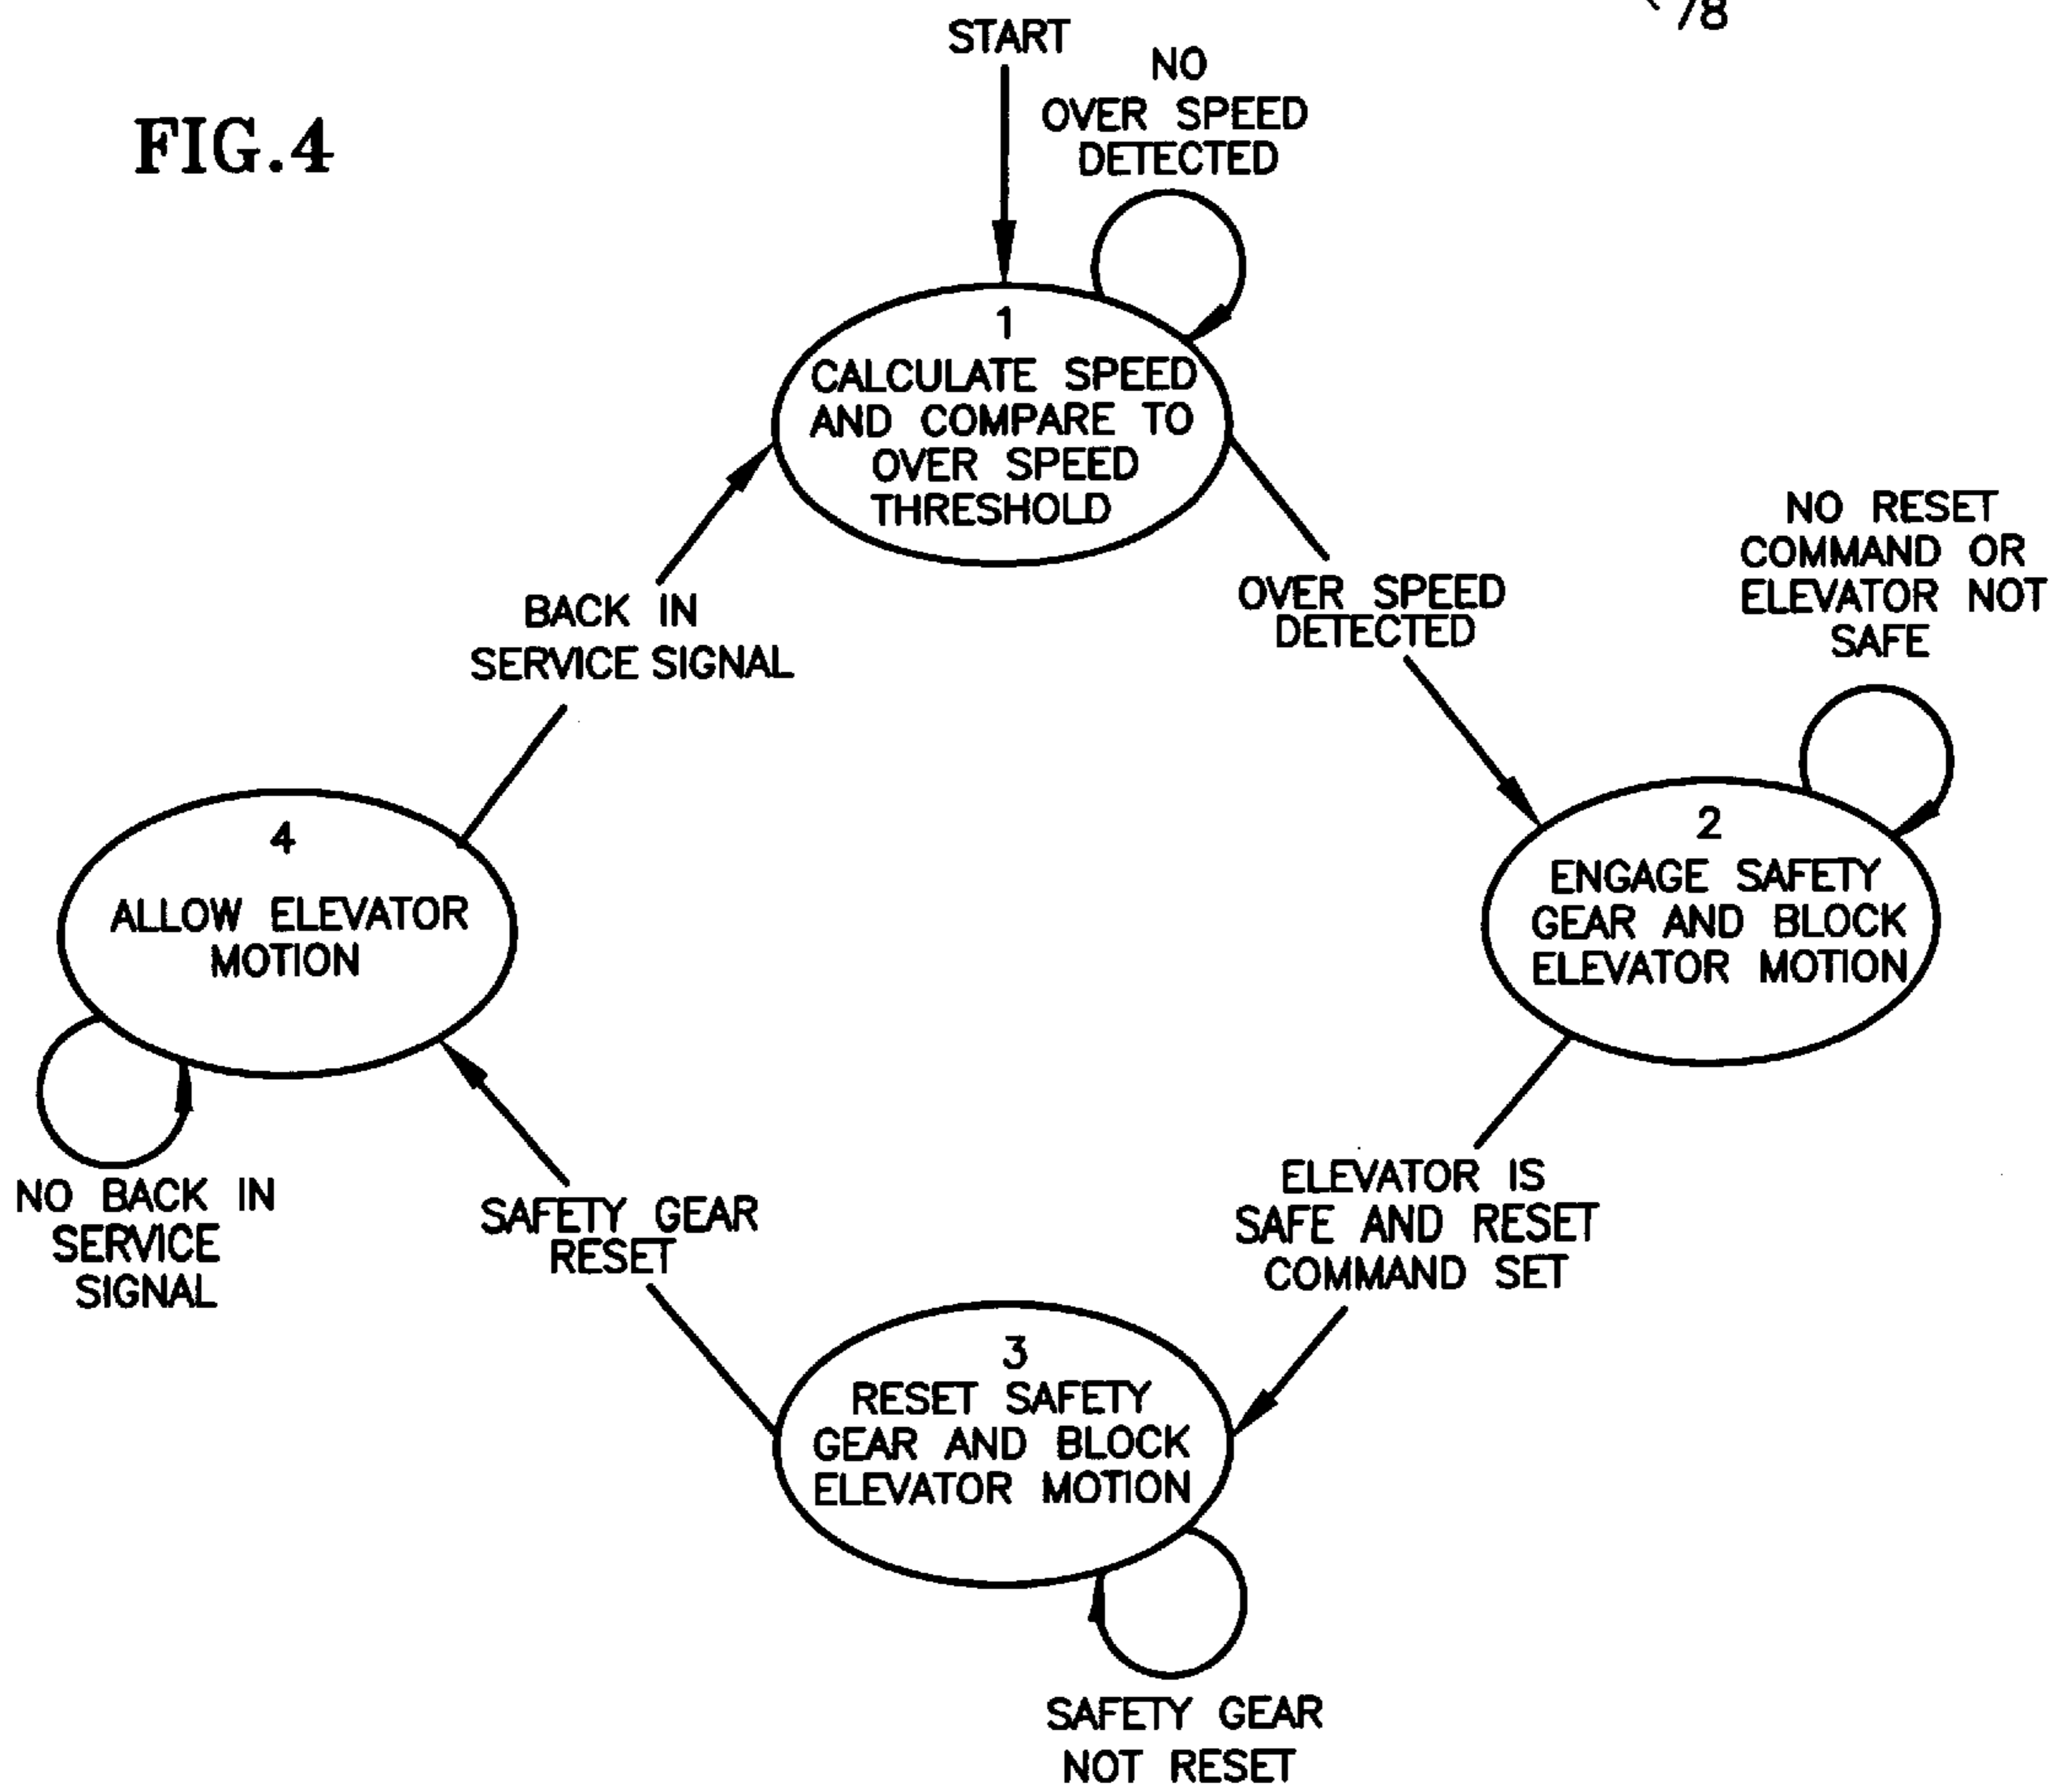 78
START
FIG.4
NO
OVER SPEED
DETECTED
1
CALCULATE SPEED
AND COMPARE TO
OVER SPEED
THRESHOLD
OVER SPEED
DETECTED
NO RESET
COMMAND OR
ELEVATOR NOT
SAFE
2
ENGAGE SAFETY
GEAR AND BLOCK
ELEVATOR MOTION
ELEVATOR IS
SAFE AND RESET
COMMAND SET
3
RESET SAFETY
GEAR AND BLOCK
ELEVATOR MOTION
SAFETY GEAR
NOT RESET
SAFETY GEAR
RESET
4
ALLOW ELEVATOR
MOTION
NO BACK IN
SERVICE
SIGNAL
BACK IN
SERVICE SIGNAL